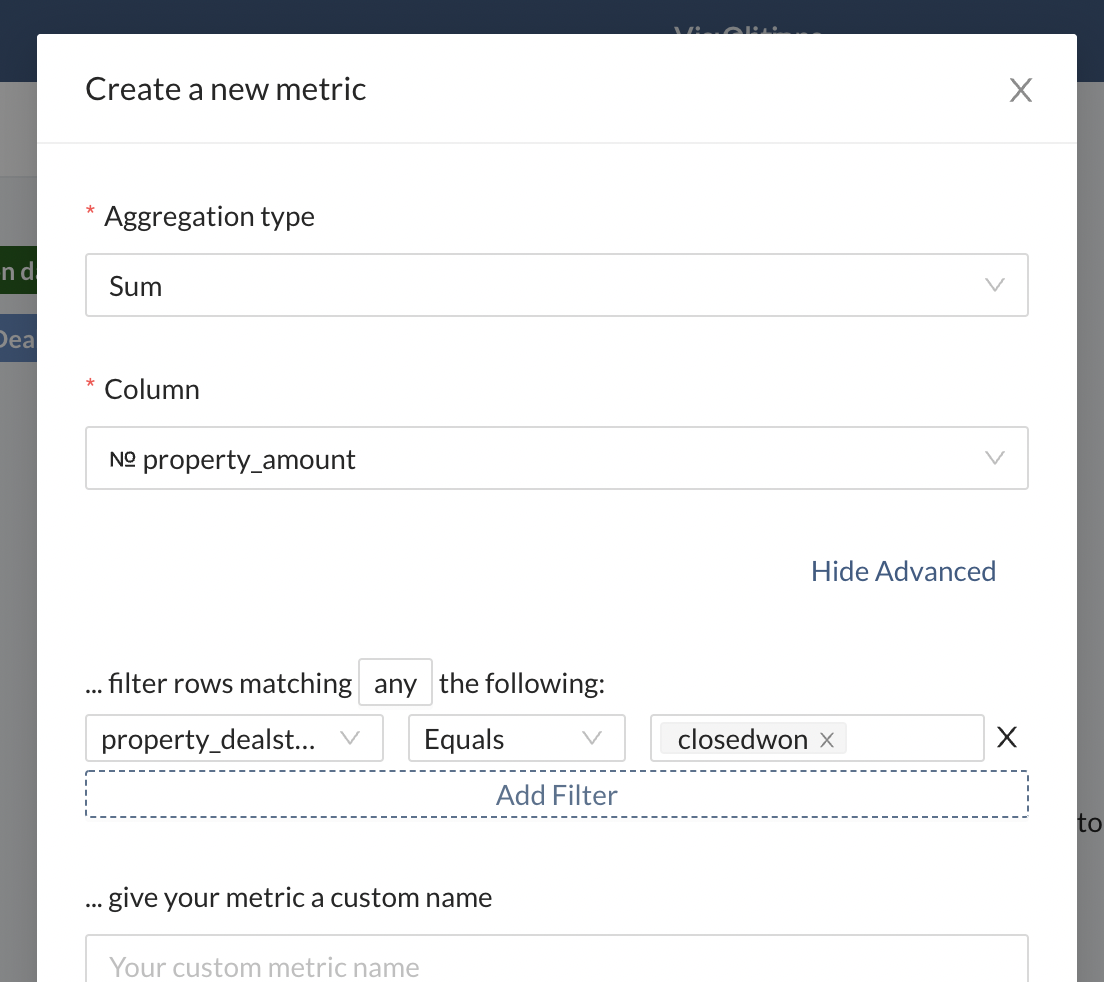 Create a new metric
* Aggregation type
Sum
* Column
№ property_amount
Hide Advanced
... filter rows matching any the following:
property_dealst... Equals closedwon
Add Filter
... give your metric a custom name
Your custom metric name
n da
Dea
to